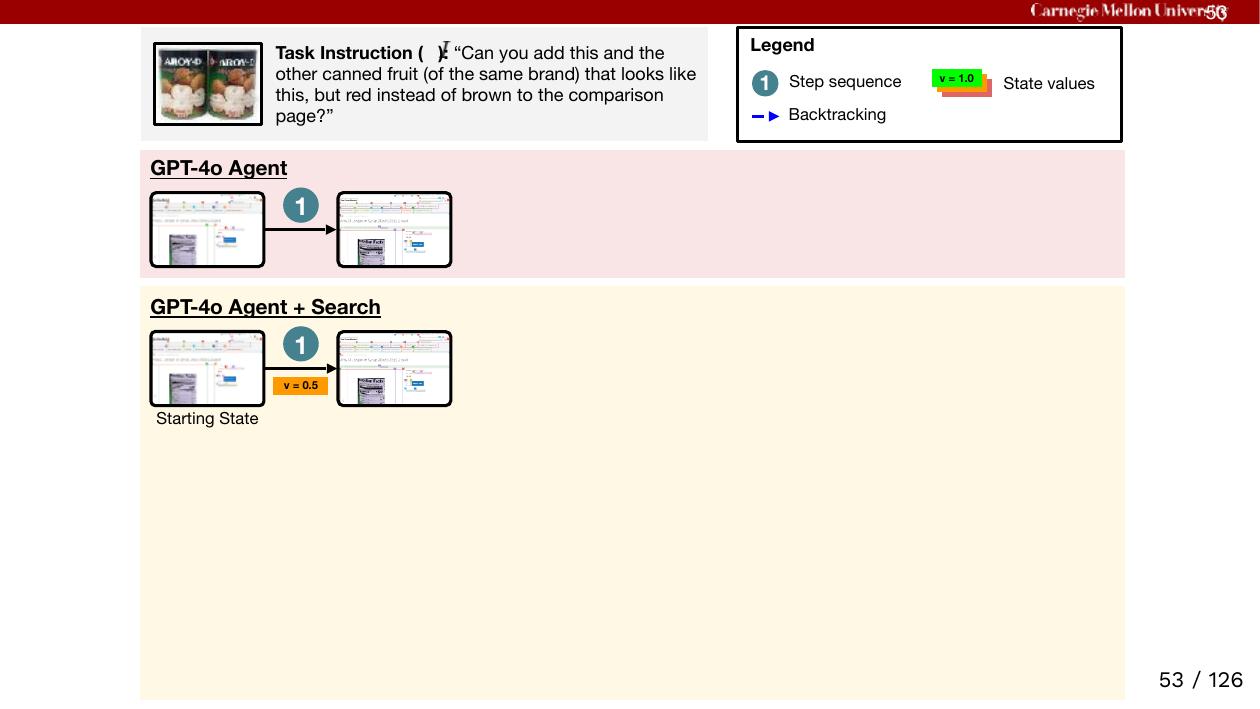 Carnegie Mellon University
53
Task Instruction ( ): “Can you add this and the
other canned fruit (of the same brand) that looks like
this, but red instead of brown to the comparison
page?”
AROY-D AROY-D
Legend
1 Step sequence
v = 1.0 State values
Backtracking
GPT-4o Agent
1
GPT-4o Agent + Search
1
v = 0.5
Starting State
53 / 126